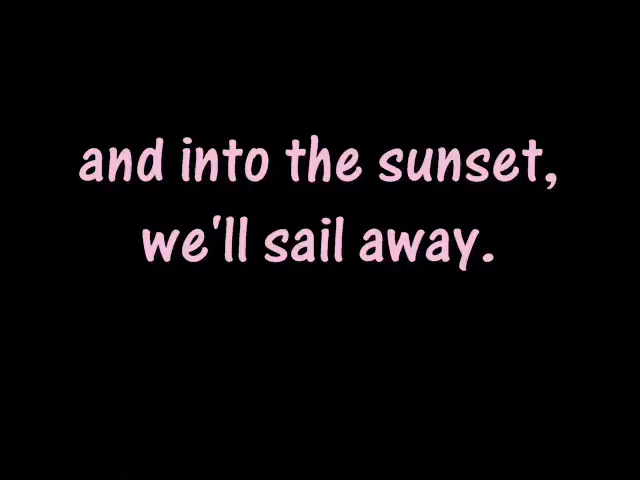 and into the sunset,
we'll sail away.